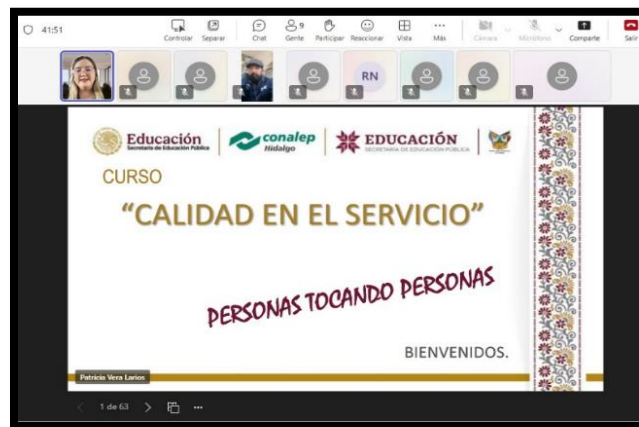 41:51
Controlar Separar Chat 9 Gente Participar Reaccionar Vista Más Cámara Micrófono Comparte Salir
RN
Educación
Secretaría de Educación Pública
conalep
Hidalgo
EDUCACIÓN
SECRETARÍA DE EDUCACIÓN PÚBLICA
CURSO
“CALIDAD EN EL SERVICIO”
PERSONAS TOCANDO PERSONAS
BIENVENIDOS.
Patricia Vera Larios
1 de 63